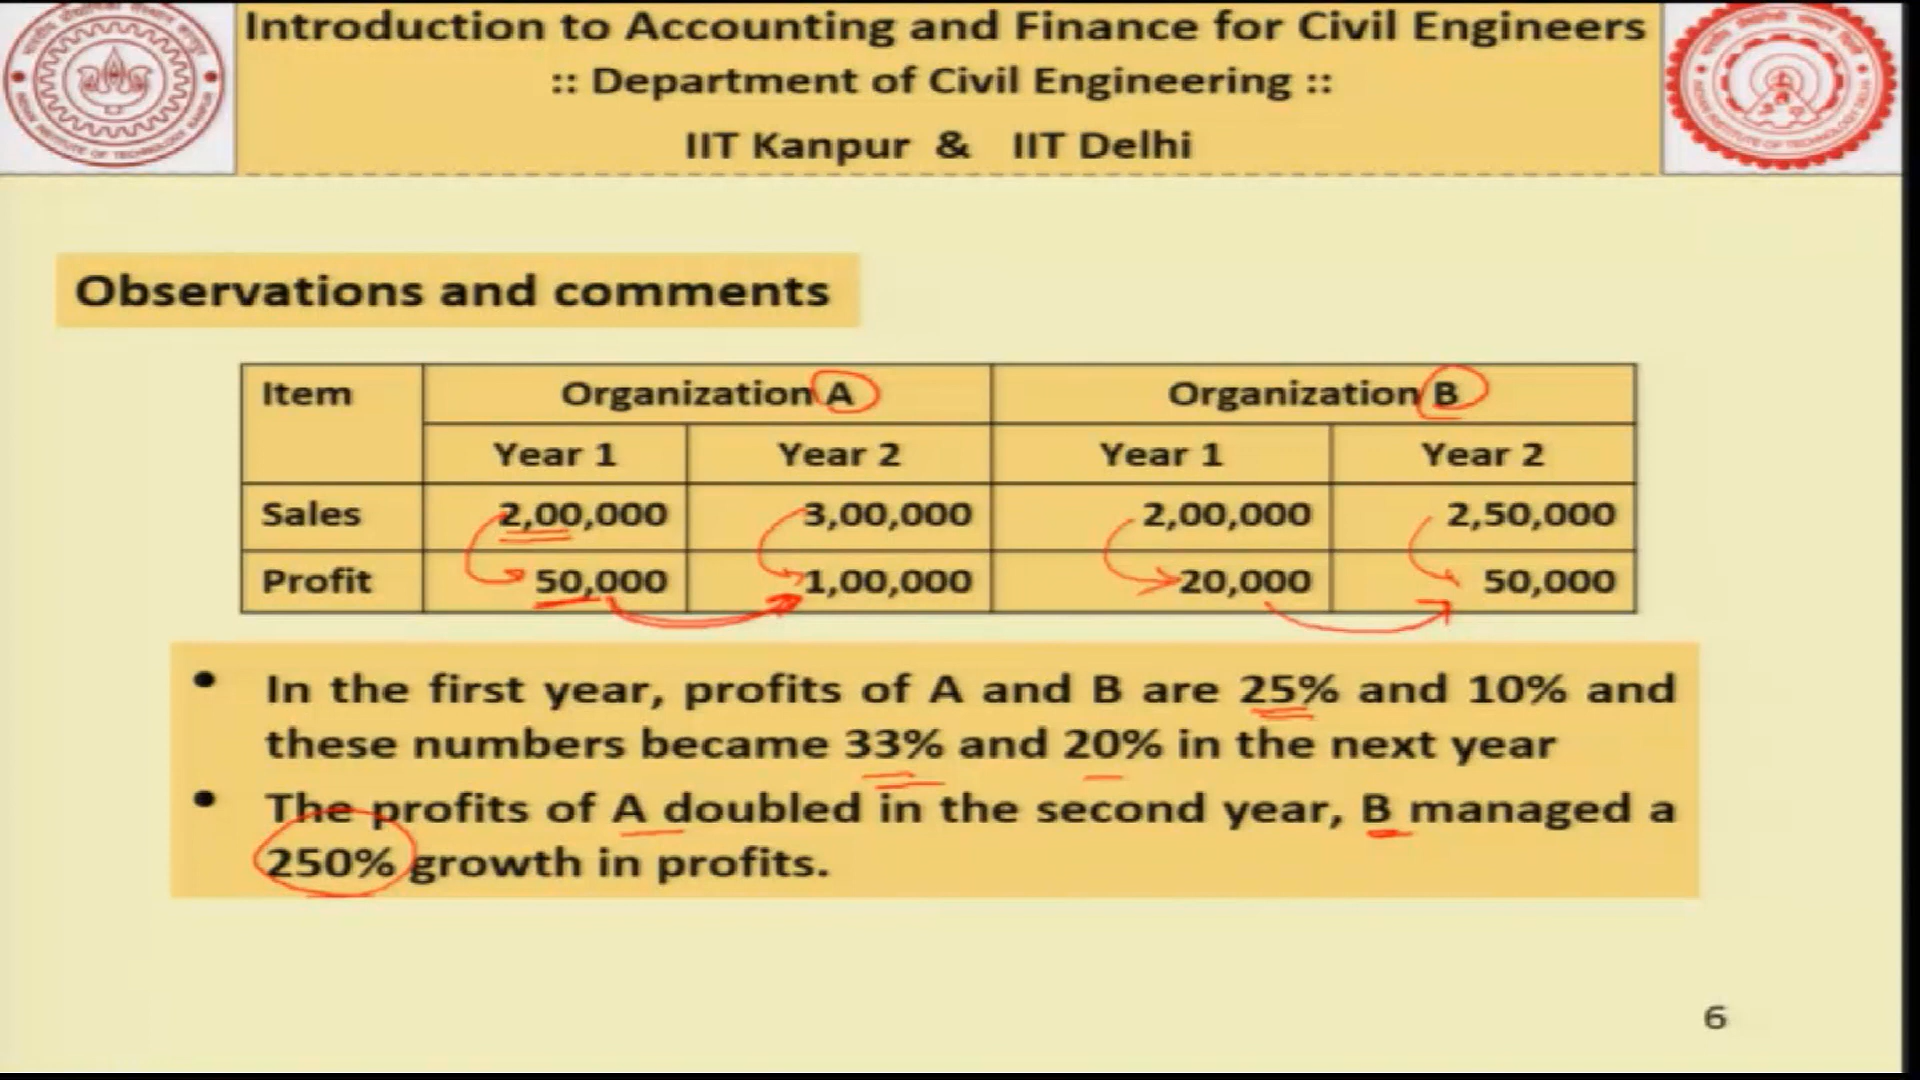 Introduction to Accounting and Finance for Civil Engineers
:: Department of Civil Engineering ::
IIT Kanpur & IIT Delhi
Observations and comments
Item Organization A Organization B
Year 1 Year 2 Year 1 Year 2
Sales 2,00,000 3,00,000 2,00,000 2,50,000
Profit 50,000 1,00,000 20,000 50,000
• In the first year, profits of A and B are 25% and 10% and
these numbers became 33% and 20% in the next year
• The profits of A doubled in the second year, B managed a
250% growth in profits.
6